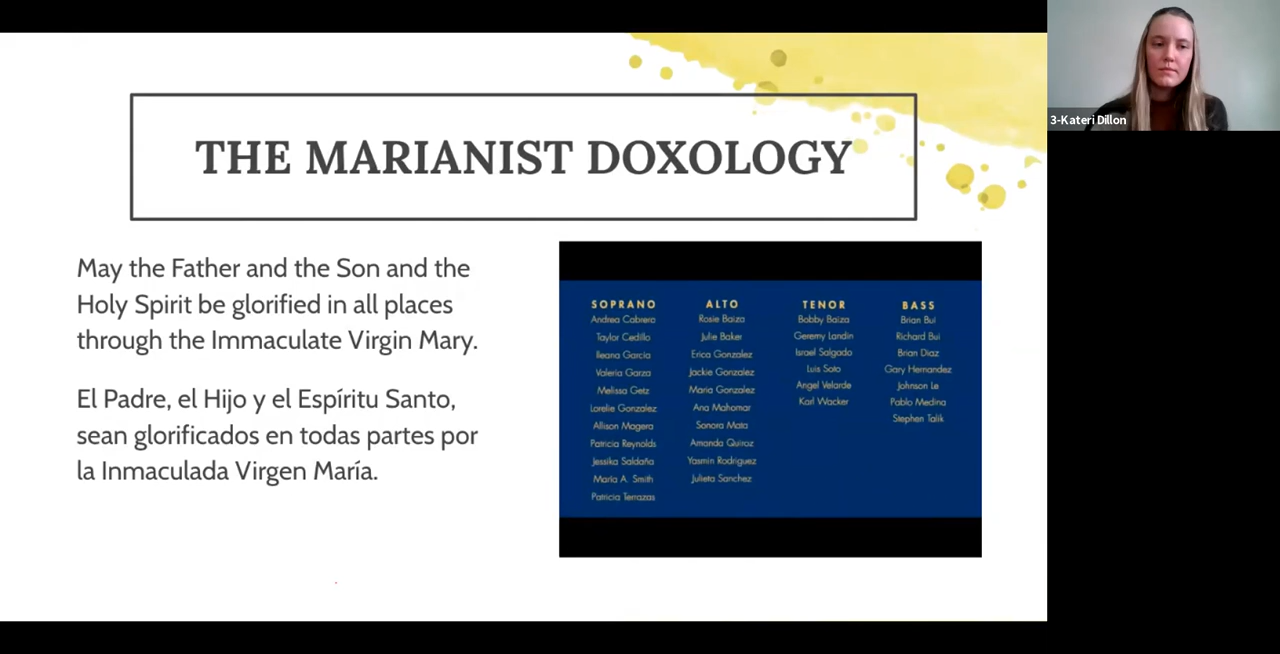 THE MARIANIST DOXOLOGY
May the Father and the Son and the
Holy Spirit be glorified in all places
through the Immaculate Virgin Mary.
El Padre, el Hijo y el Espíritu Santo,
sean glorificados en todas partes por
la Inmaculada Virgen María.
SOPRANO
Andrea Cabrera
Taylor Cedillo
Ileana Garcia
Valeria Garza
Melissa Getz
Lorelie Gonzalez
Allison Magera
Patricia Reynolds
Jessika Saldaña
Maria A. Smith
Patricia Terrazas
ALTO
Rosie Baiza
Julie Baker
Erica Gonzalez
Jackie Gonzalez
Maria Gonzalez
Ana Mahomar
Sonora Mata
Amanda Quiroz
Yasmin Rodriguez
Julieta Sanchez
TENOR
Bobby Baiza
Geremy Landin
Israel Salgado
Luis Soto
Angel Velarde
Karl Wacker
BASS
Brian Bui
Richard Bui
Brian Diaz
Gary Hernandez
Johnson Le
Pablo Medina
Stephen Talik
3-Kateri Dillon